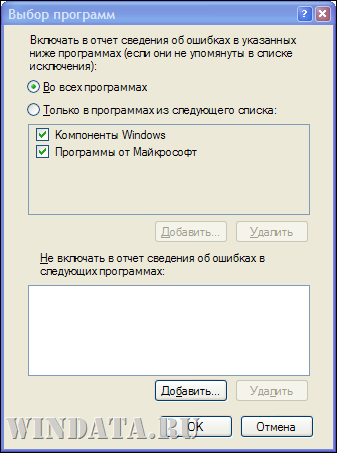 Выбор программ
Включать в отчет сведения об ошибках в указанных
ниже программах (если они не упомянуты в списке
исключения):
Во всех программах
Только в программах из следующего списка:
Компоненты Windows
Программы от Майкрософт
Добавить...
Удалить
Не включать в отчет сведения об ошибках в
следующих программах:
Добавить...
Удалить
OK
Отмена
WINDATA.RU